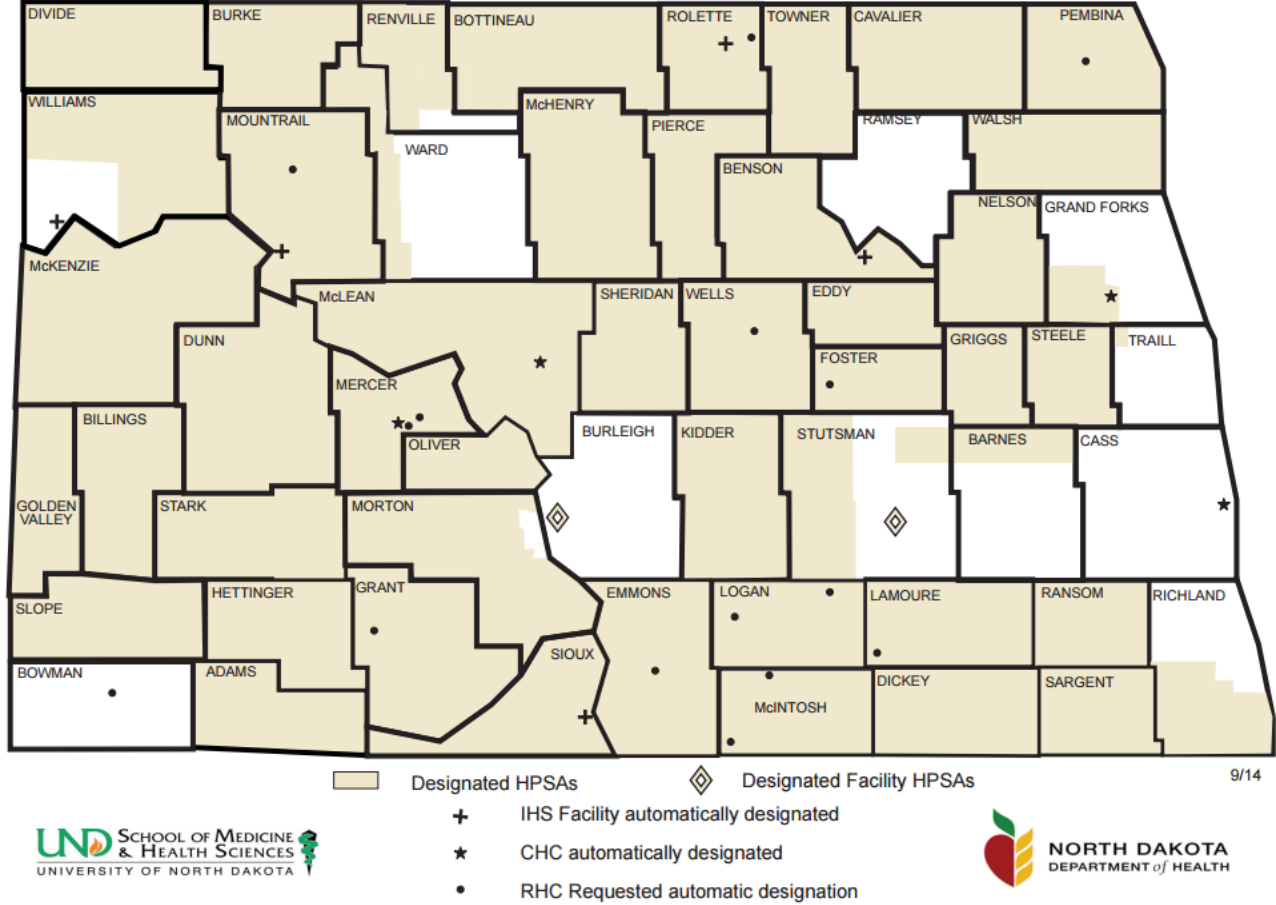 DIVIDE
BURKE
RENVILLE
BOTTINEAU
ROLETTE
TOWNER
CAVALIER
PEMBINA
WILLIAMS
MOUNTRAIL
McHENRY
PIERCE
RAMSEY
WALSH
WARD
BENSON
NELSON
GRAND FORKS
McKENZIE
McLEAN
SHERIDAN
WELLS
EDDY
DUNN
GRIGGS
STEELE
TRAILL
FOSTER
MERCER
BILLINGS
BURLEIGH
KIDDER
STUTSMAN
BARNES
CASS
OLIVER
GOLDEN
VALLEY
STARK
MORTON
SLOPE
HETTINGER
GRANT
EMMONS
LOGAN
LAMOURE
RANSOM
RICHLAND
SIOUX
BOWMAN
ADAMS
McINTOSH
DICKEY
SARGENT
Designated HPSAs
Designated Facility HPSAs
9/14
IHS Facility automatically designated
CHC automatically designated
RHC Requested automatic designation
UND SCHOOL OF MEDICINE
& HEALTH SCIENCES
UNIVERSITY OF NORTH DAKOTA
NORTH DAKOTA
DEPARTMENT of HEALTH